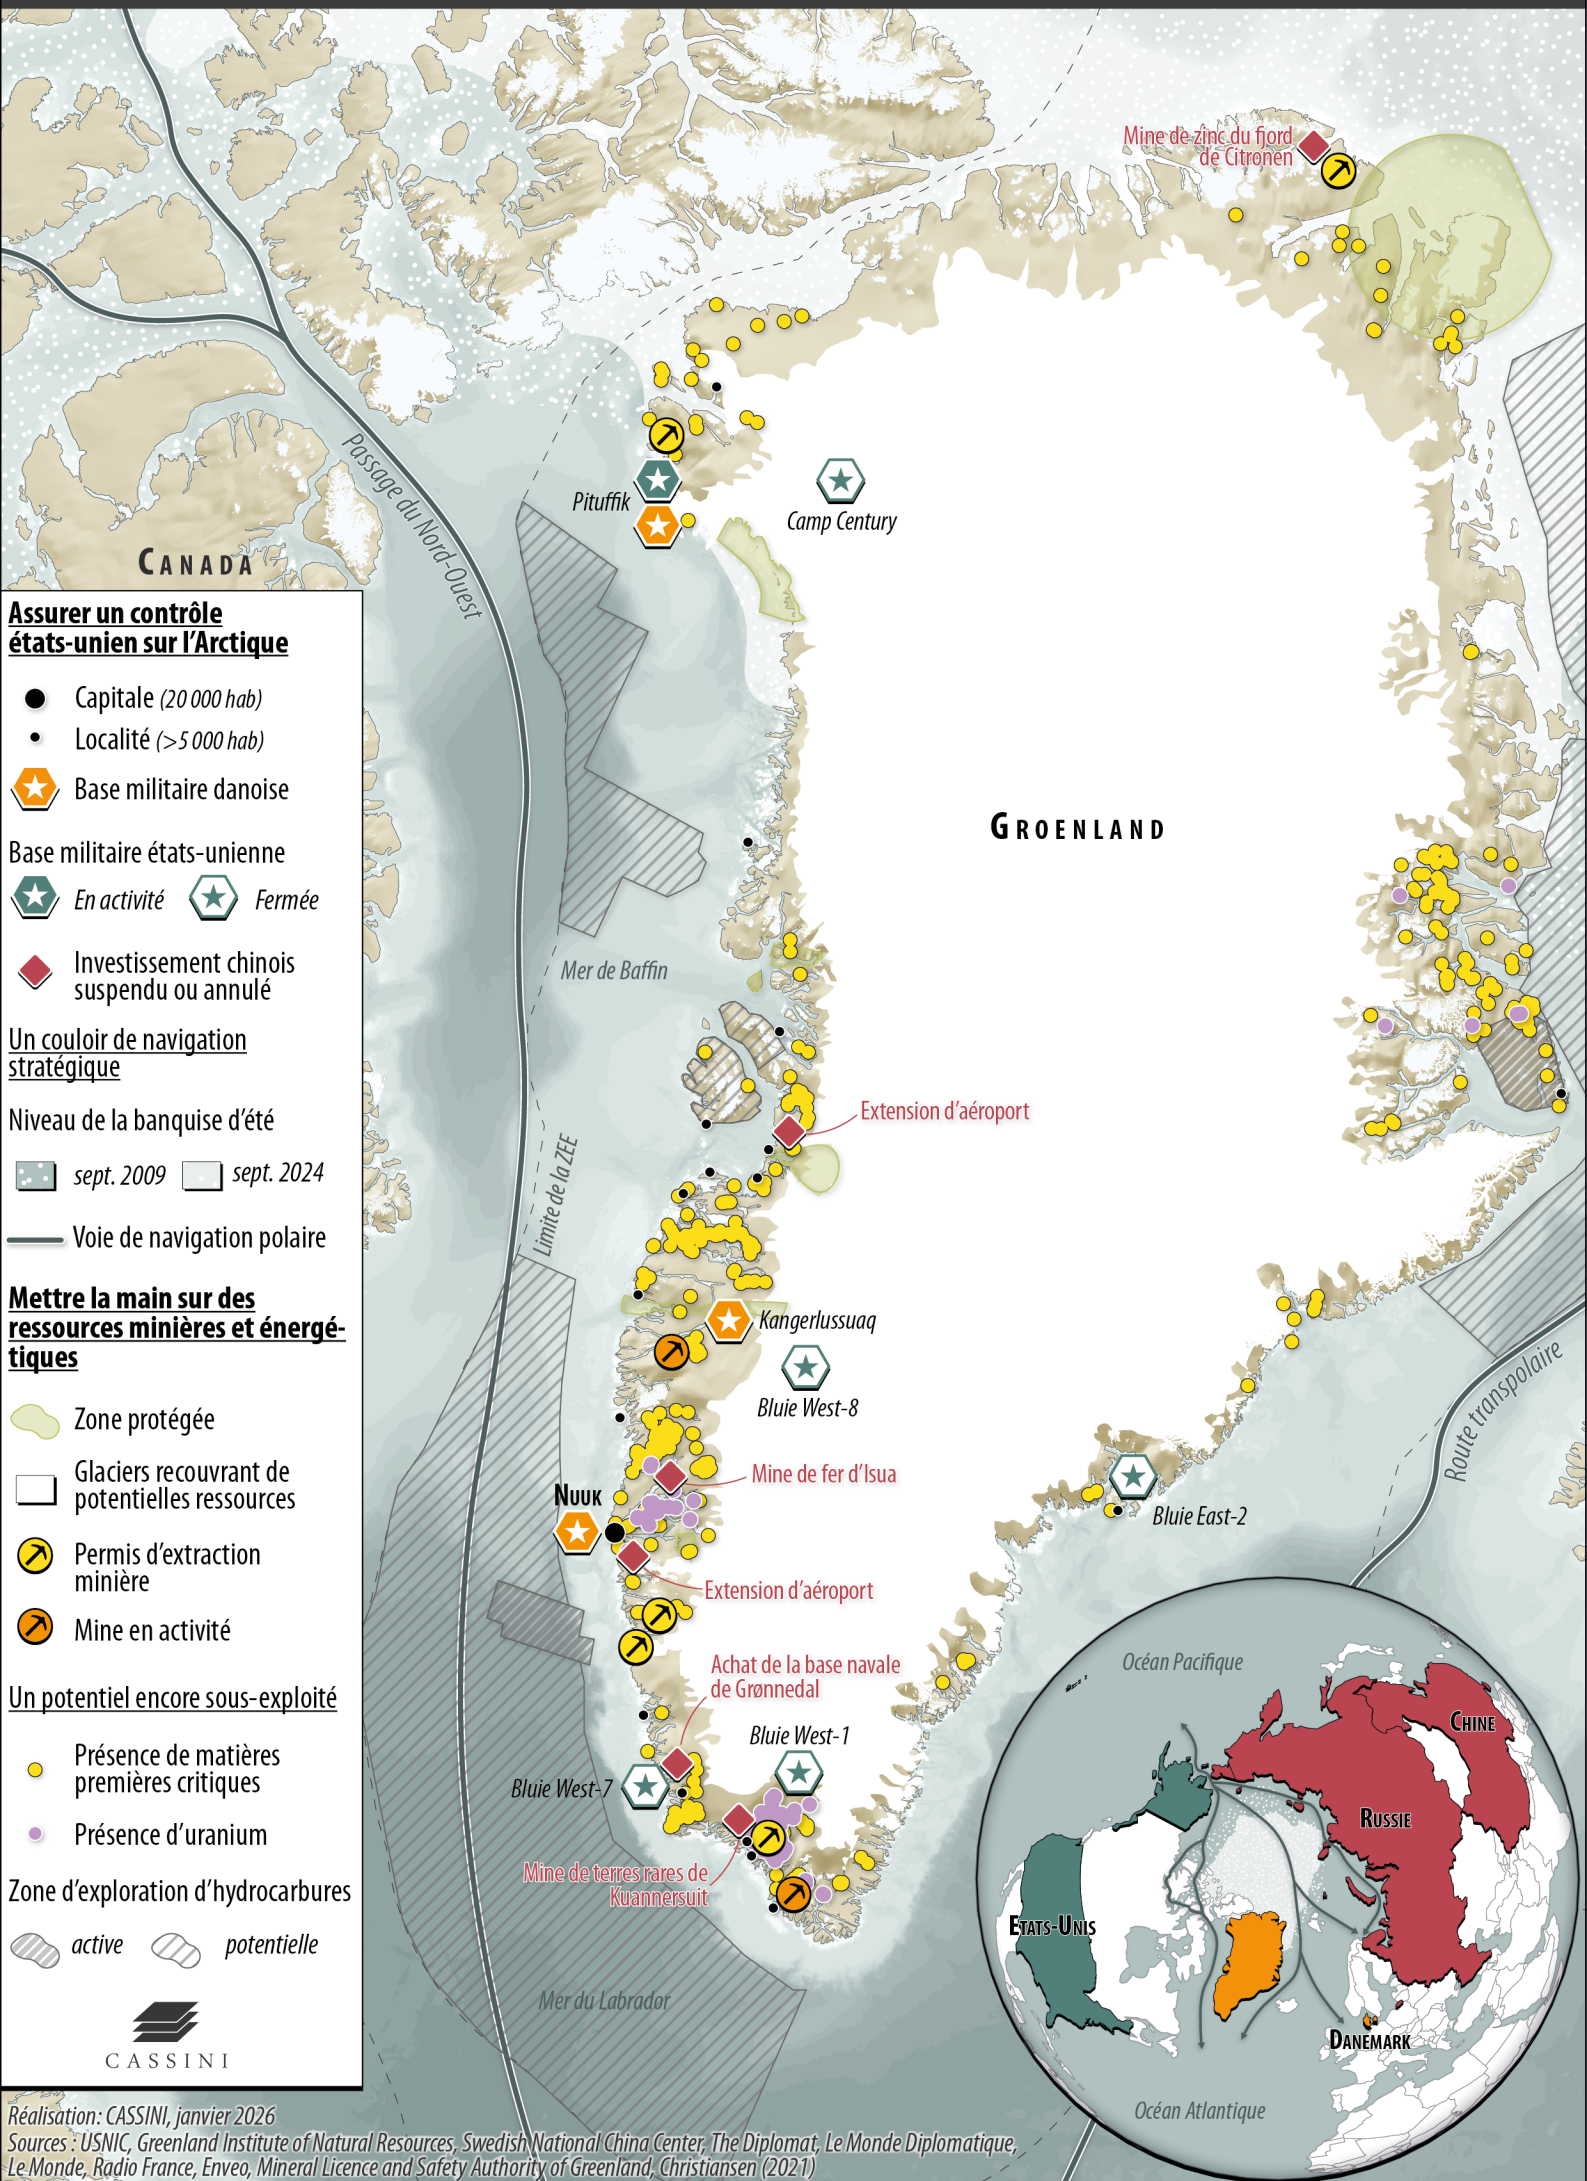 Mine de zinc du fjord
de Citronen
Passage du Nord-Ouest
Pituffik
Camp Century
CANADA
GROENLAND
Mer de Baffin
Limite de la ZEE
Extension d'aéroport
Kangerlussuaq
Bluie West-8
Mine de fer d'Isua
NUUK
Bluie East-2
Route transpolaire
Extension d'aéroport
Achat de la base navale
de Grønnedal
Bluie West-1
Bluie West-7
Mine de terres rares de
Kuannersuit
Mer du Labrador
Assurer un contrôle
états-unien sur l'Arctique
Capitale (20 000 hab)
Localité (>5 000 hab)
Base militaire danoise
Base militaire états-unienne
En activité Fermée
Investissement chinois
suspendu ou annulé
Un couloir de navigation
stratégique
Niveau de la banquise d'été
sept. 2009 sept. 2024
Voie de navigation polaire
Mettre la main sur des
ressources minières et énergé-
tiques
Zone protégée
Glaciers recouvrant de
potentielles ressources
Permis d'extraction
minière
Mine en activité
Un potentiel encore sous-exploité
Présence de matières
premières critiques
Présence d'uranium
Zone d'exploration d'hydrocarbures
active potentielle
CASSINI
Océan Pacifique
CHINE
RUSSIE
ETATS-UNIS
DANEMARK
Océan Atlantique
Réalisation: CASSINI, janvier 2026
Sources : USNIC, Greenland Institute of Natural Resources, Swedish National China Center, The Diplomat, Le Monde Diplomatique,
Le Monde, Radio France, Enveo, Mineral Licence and Safety Authority of Greenland, Christiansen (2021)